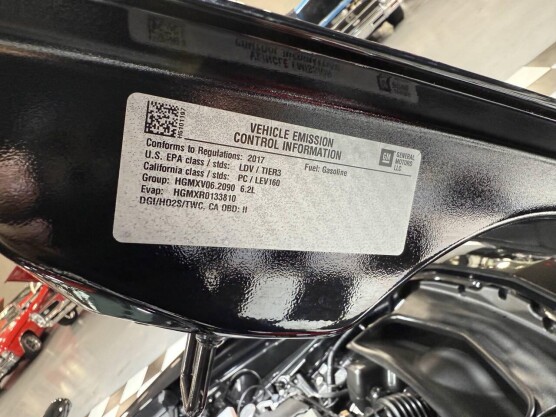 VEHICLE EMISSION
CONTROL INFORMATION
GM
GENERAL
MOTORS
LLC
Conforms to Regulations: 2017
Fuel: Gasoline
U.S. EPA class / stds: LDV / TIER3
California class / stds: PC / LEV160
Group: HGMXV06.2090 6.2L
Evap: HGMXR0133810
DGI/HO2S/TWC, CA OBD: II